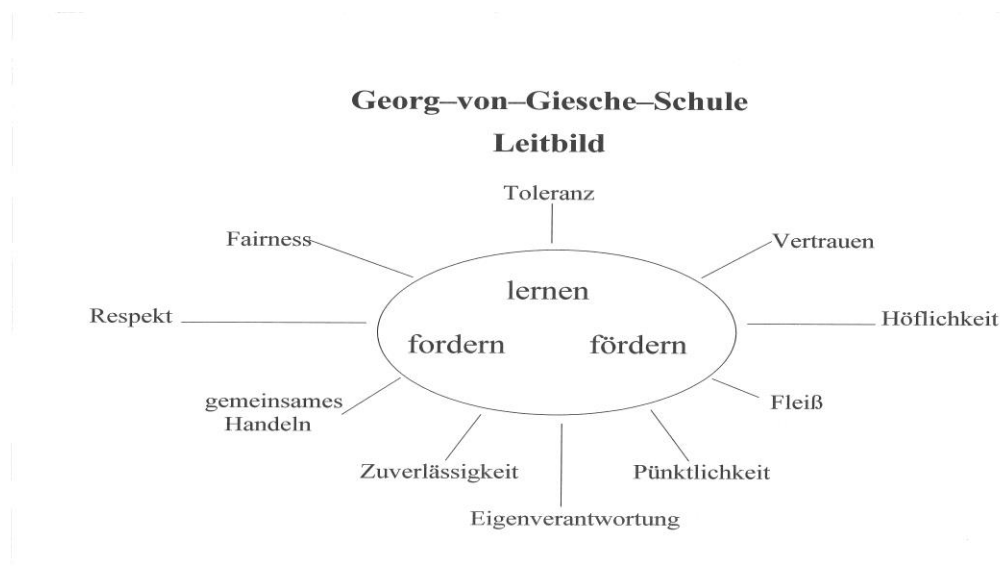 Georg–von–Giesche–Schule
Leitbild
Toleranz
Fairness
Vertrauen
lernen
Respekt
Höflichkeit
fordern
fördern
gemeinsames
Handeln
Fleiß
Zuverlässigkeit
Pünktlichkeit
Eigenverantwortung